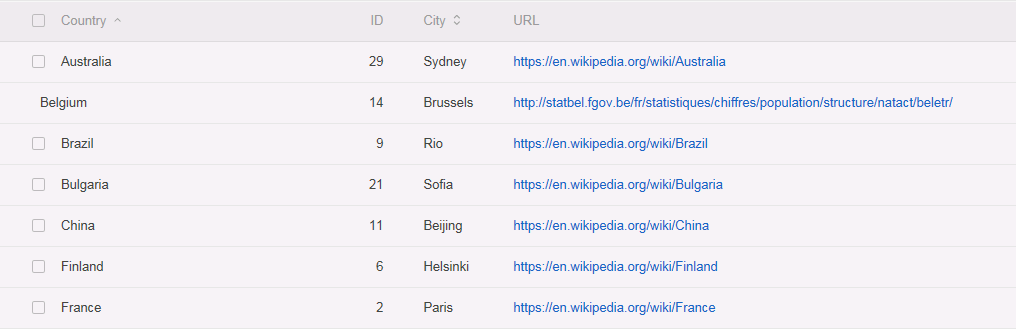 Country ID City URL
Australia 29 Sydney https://en.wikipedia.org/wiki/Australia
Belgium 14 Brussels http://statbel.fgov.be/fr/statistiques/chiffres/population/structure/natact/beletr/
Brazil 9 Rio https://en.wikipedia.org/wiki/Brazil
Bulgaria 21 Sofia https://en.wikipedia.org/wiki/Bulgaria
China 11 Beijing https://en.wikipedia.org/wiki/China
Finland 6 Helsinki https://en.wikipedia.org/wiki/Finland
France 2 Paris https://en.wikipedia.org/wiki/France